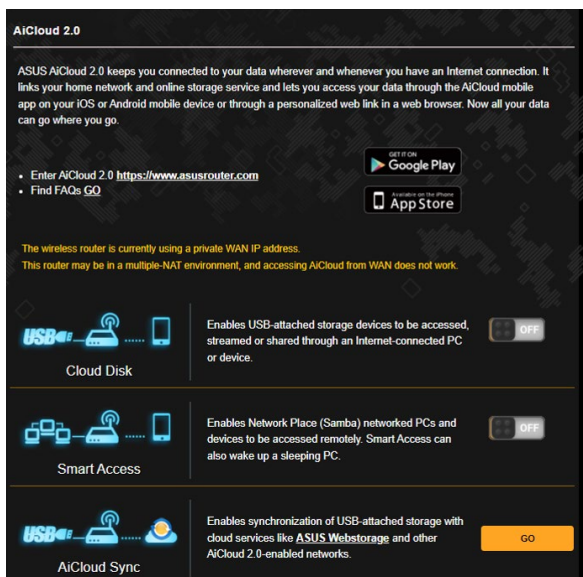 AiCloud 2.0
ASUS AiCloud 2.0 keeps you connected to your data wherever and whenever you have an Internet connection. It
links your home network and online storage service and lets you access your data through the AiCloud mobile
app on your iOS or Android mobile device or through a personalized web link in a web browser. Now all your data
can go where you go.
GET IT ON
Google Play
Enter AiCloud 2.0 https://www.asusrouter.com
Find FAQs GO
Available on the iPhone
App Store
The wireless router is currently using a private WAN IP address.
This router may be in a multiple-NAT environment, and accessing AiCloud from WAN does not work.
USB
Cloud Disk
Enables USB-attached storage devices to be accessed,
streamed or shared through an Internet-connected PC
or device.
OFF
Smart Access
Enables Network Place (Samba) networked PCs and
devices to be accessed remotely. Smart Access can
also wake up a sleeping PC.
OFF
USB
AiCloud Sync
Enables synchronization of USB-attached storage with
cloud services like ASUS Webstorage and other
AiCloud 2.0-enabled networks.
GO